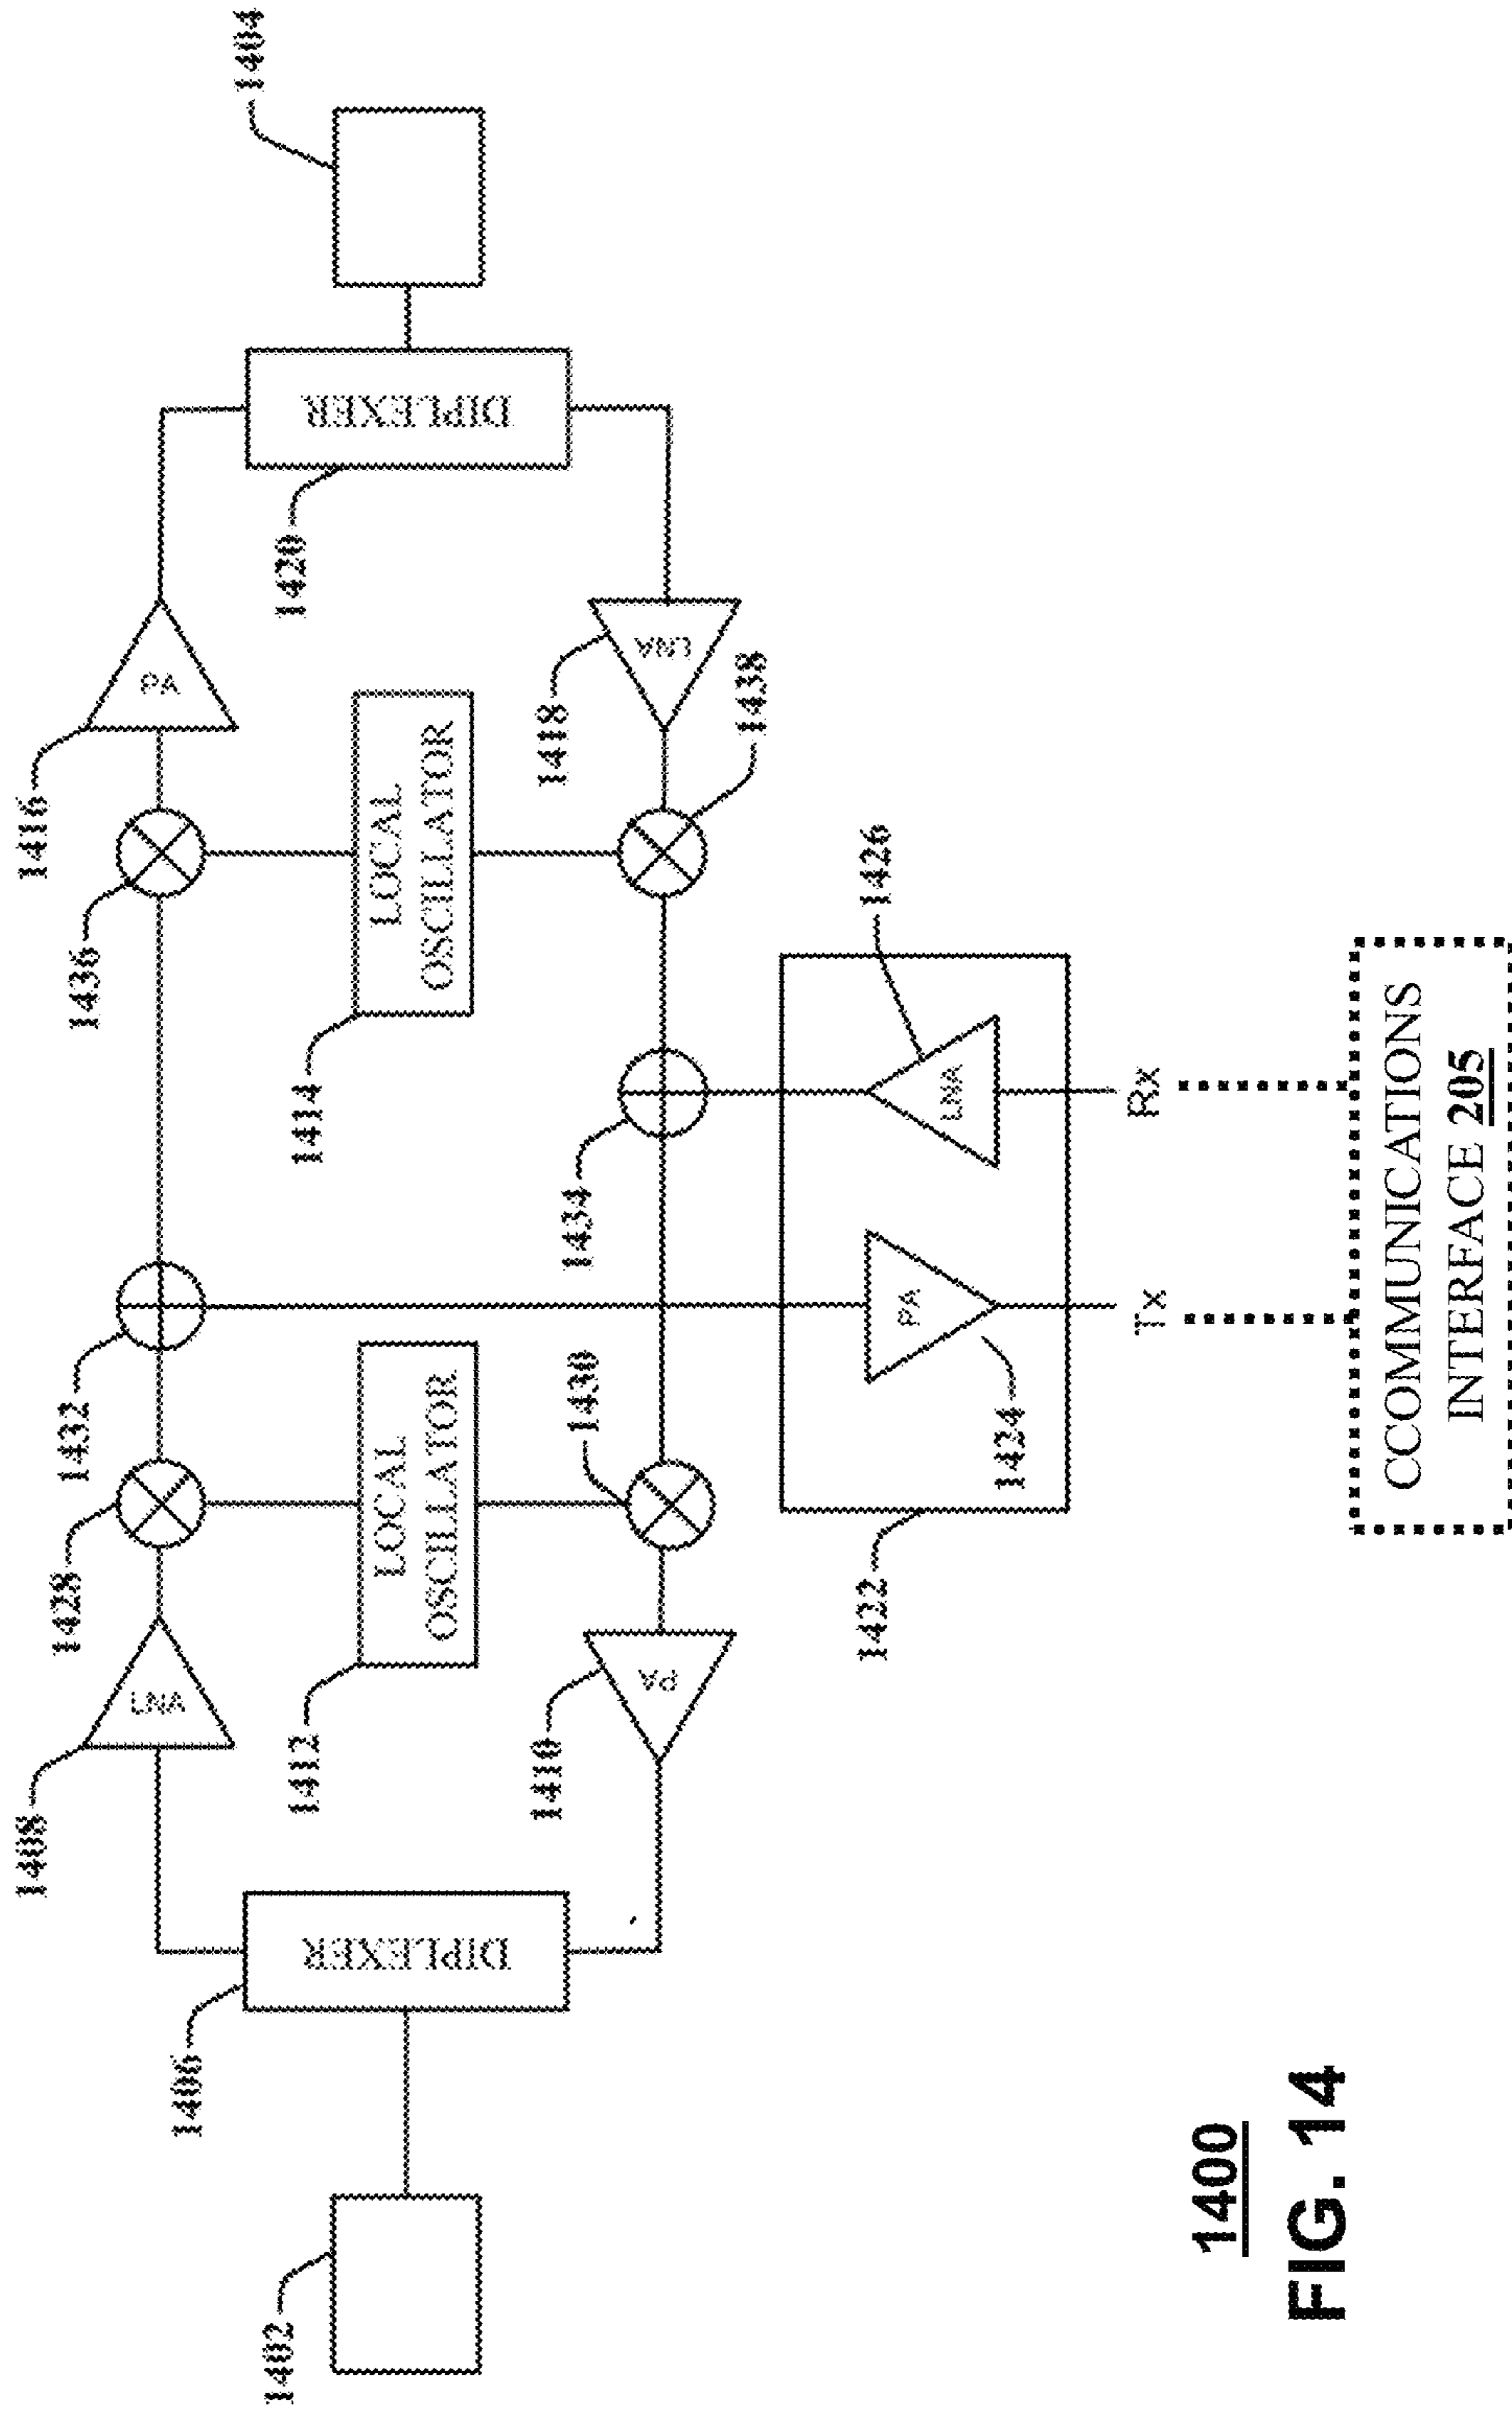 1404
1416
PA
1436
1420
DIPLEXER
LOCAL
OSCILLATOR
1414
1418
LNA
1438
1426
1434
LNA
Rx
1432
1428
LNA
1408
LOCAL
OSCILLATOR
1412
1430
PA
1410
PA
1424
Tx
1422
CCOMMUNICATIONS
INTERFACE 205
DIPLEXER
1406
1402
1400
FIG. 14